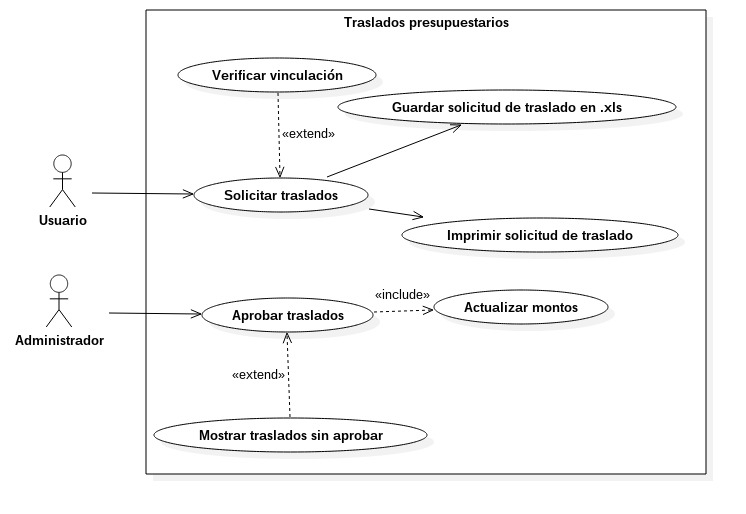 Traslados presupuestarios
Verificar vinculación
Guardar solicitud de traslado en .xls
«extend»
Solicitar traslados
Usuario
Imprimir solicitud de traslado
«include»
Actualizar montos
Aprobar traslados
Administrador
«extend»
Mostrar traslados sin aprobar